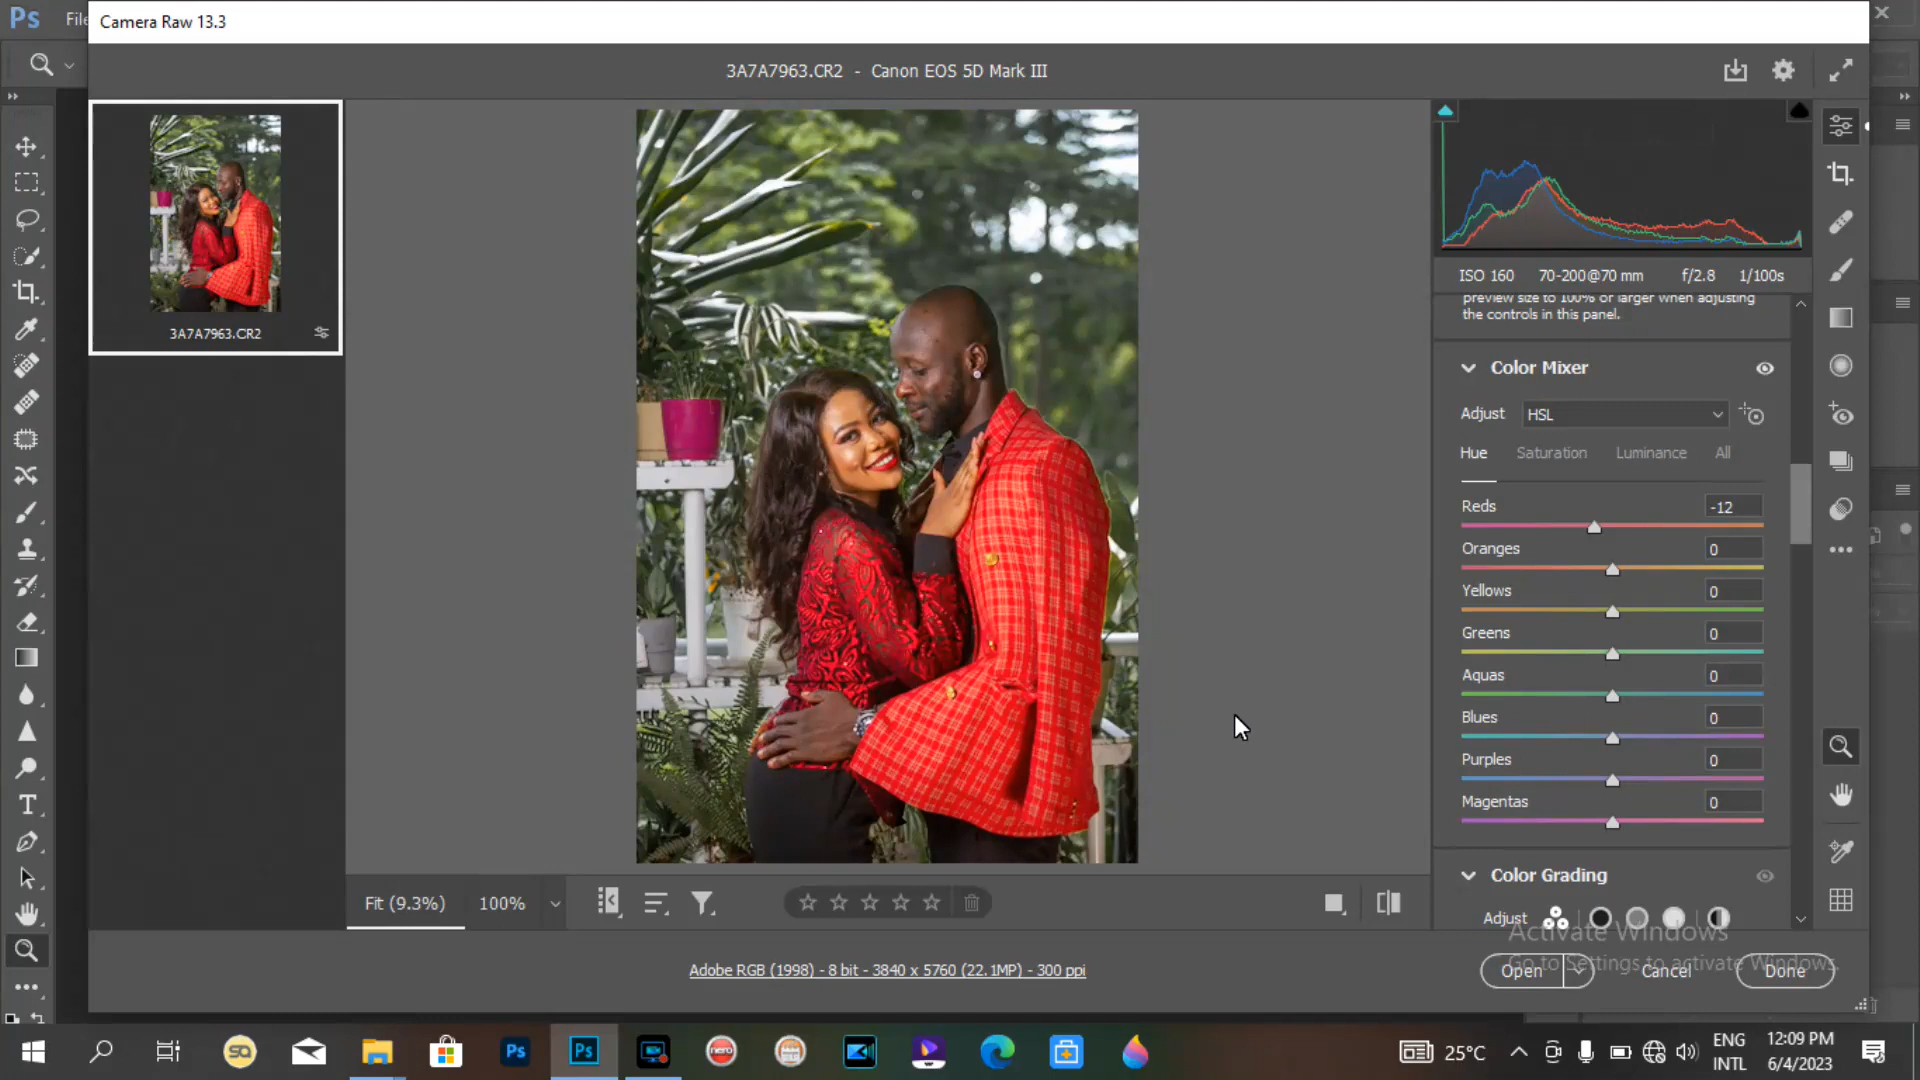 Ps File
Camera Raw 13.3
3A7A7963.CR2 - Canon EOS 5D Mark III
3A7A7963.CR2
ISO 160 70-200@70 mm f/2.8 1/100s
preview size to 100% or larger when adjusting
the controls in this panel.
Color Mixer
Adjust HSL
Hue Saturation Luminance All
Reds -12
Oranges 0
Yellows 0
Greens 0
Aquas 0
Blues 0
Purples 0
Magentas 0
Color Grading
Adjust
Fit (9.3%) 100%
Activate Windows
Go to Settings to activate Windows.
Adobe RGB (1998) - 8 bit - 3840 x 5760 (22.1MP) - 300 ppi
Open Cancel Done
Ps Ps nero
25°C
ENG
INTL
12:09 PM
6/4/2023